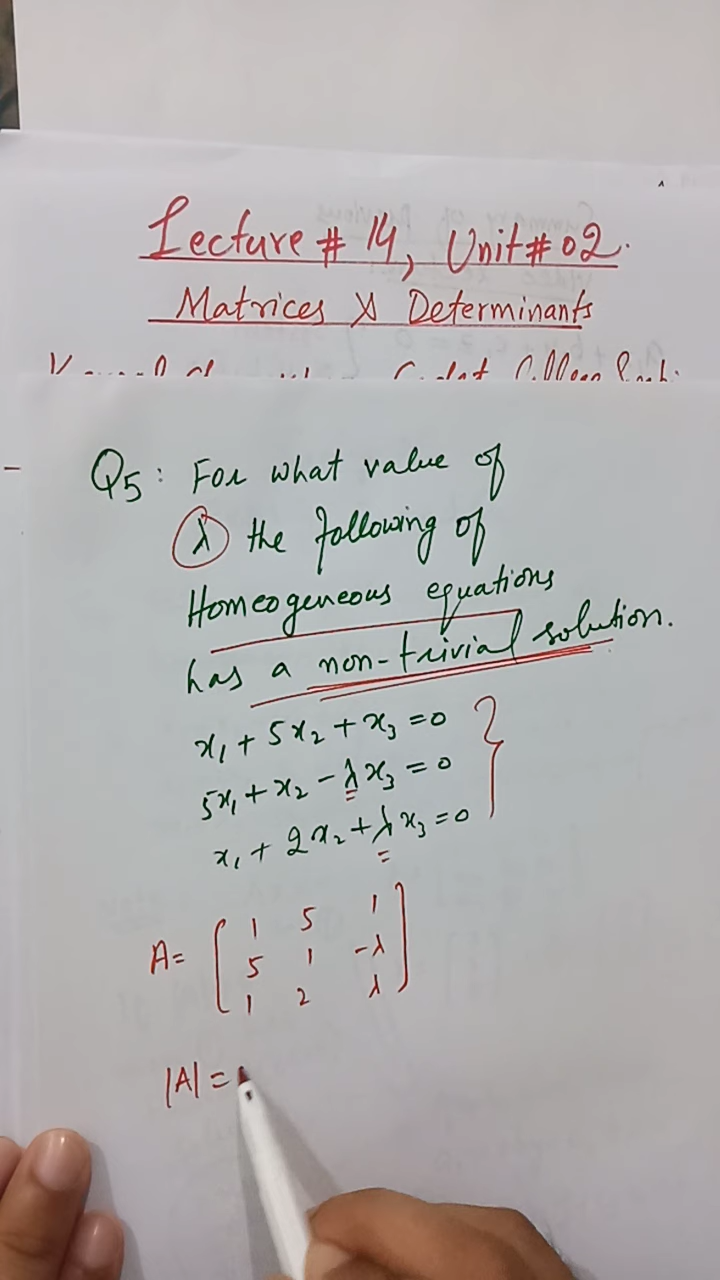 Lecture # 14, Unit # 02.
Matrices & Determinants
Q5: For what value of
λ the following of
Homeogeneous equations
has a non-trivial solution.
x₁ + 5x₂ + x₃ = 0
5x₁ + x₂ - λx₃ = 0
x₁ + 2x₂ + λx₃ = 0
A = [ 1 5 1
5 1 -λ
1 2 λ ]
|A| =